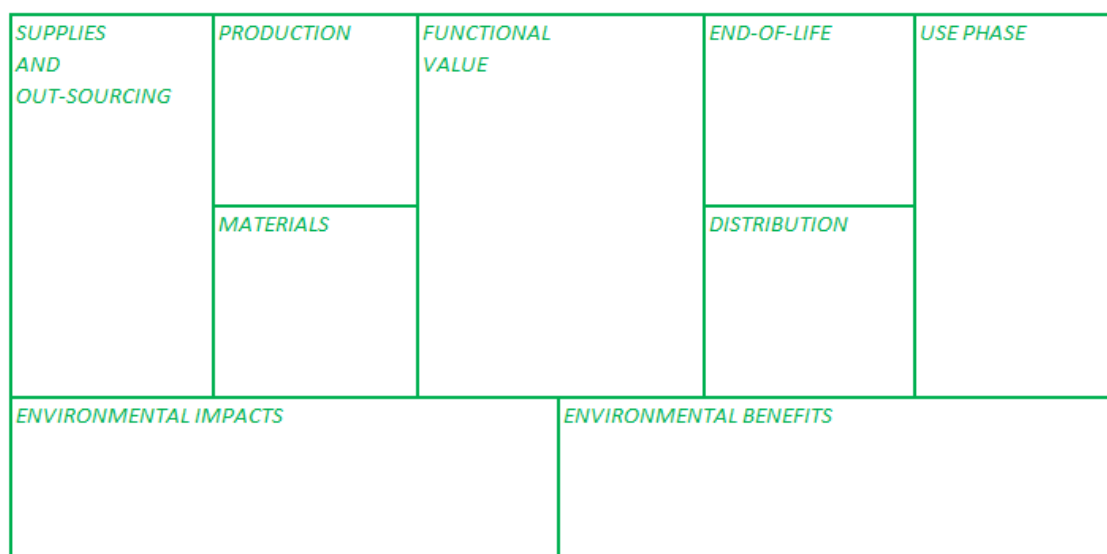 SUPPLIES
AND
OUT-SOURCING
PRODUCTION
MATERIALS
FUNCTIONAL
VALUE
END-OF-LIFE
DISTRIBUTION
USE PHASE
ENVIRONMENTAL IMPACTS
ENVIRONMENTAL BENEFITS